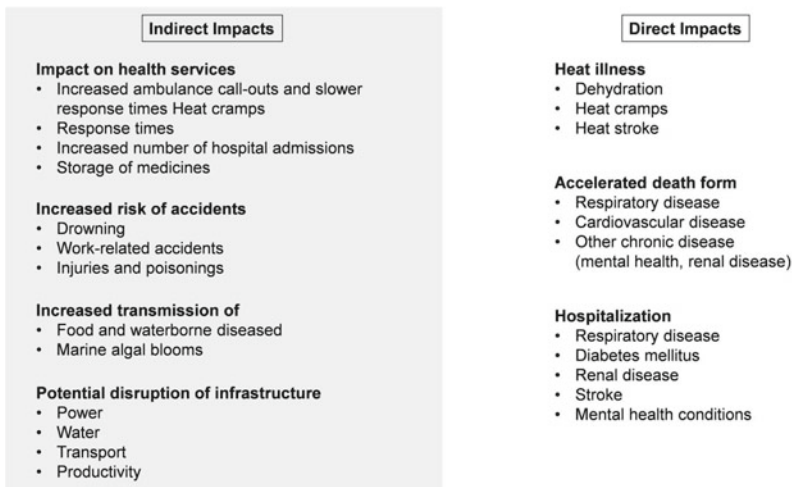 Indirect Impacts
Impact on health services
• Increased ambulance call-outs and slower
response times Heat cramps
• Response times
• Increased number of hospital admissions
• Storage of medicines
Increased risk of accidents
• Drowning
• Work-related accidents
• Injuries and poisonings
Increased transmission of
• Food and waterborne diseased
• Marine algal blooms
Potential disruption of infrastructure
• Power
• Water
• Transport
• Productivity
Direct Impacts
Heat illness
• Dehydration
• Heat cramps
• Heat stroke
Accelerated death form
• Respiratory disease
• Cardiovascular disease
• Other chronic disease
(mental health, renal disease)
Hospitalization
• Respiratory disease
• Diabetes mellitus
• Renal disease
• Stroke
• Mental health conditions